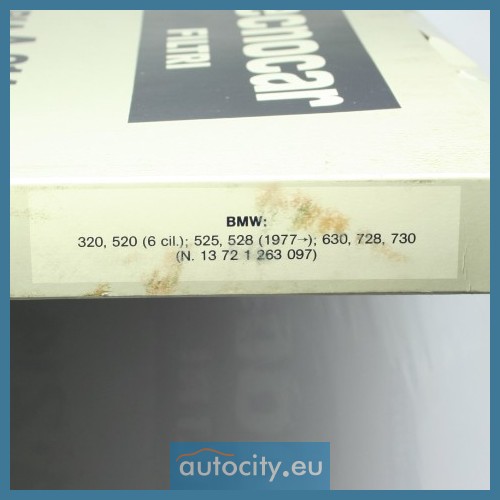 ecnocar
FILTRI
BMW:
320, 520 (6 cil.); 525, 528 (1977→); 630, 728, 730
(N. 13 72 1 263 097)
autocity.eu